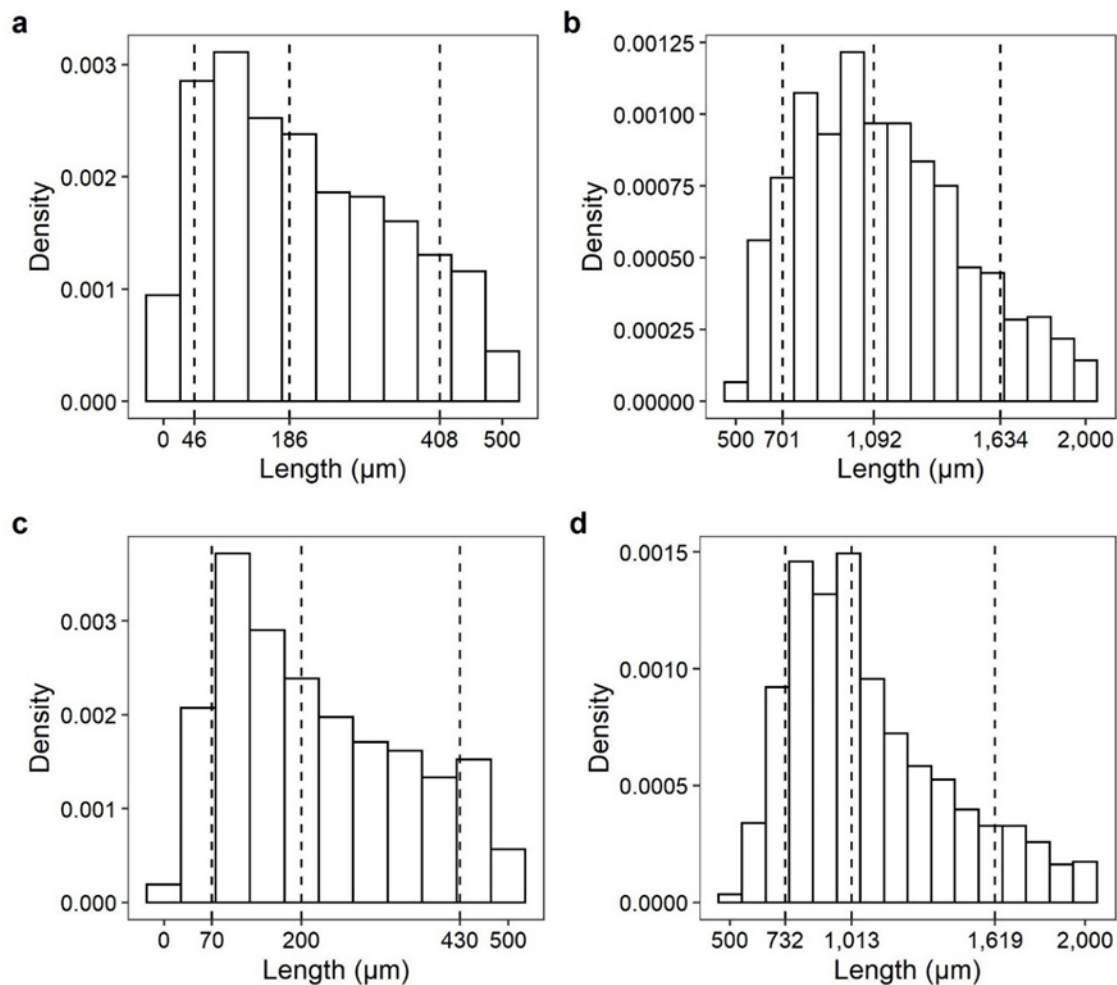 a
0.003
0.002
0.001
0.000
Density
0 46 186 408 500
Length (µm)
b
0.00125
0.00100
0.00075
0.00050
0.00025
0.00000
Density
500 701 1,092 1,634 2,000
Length (µm)
c
0.003
0.002
0.001
0.000
Density
0 70 200 430 500
Length (µm)
d
0.0015
0.0010
0.0005
0.0000
Density
500 732 1,013 1,619 2,000
Length (µm)